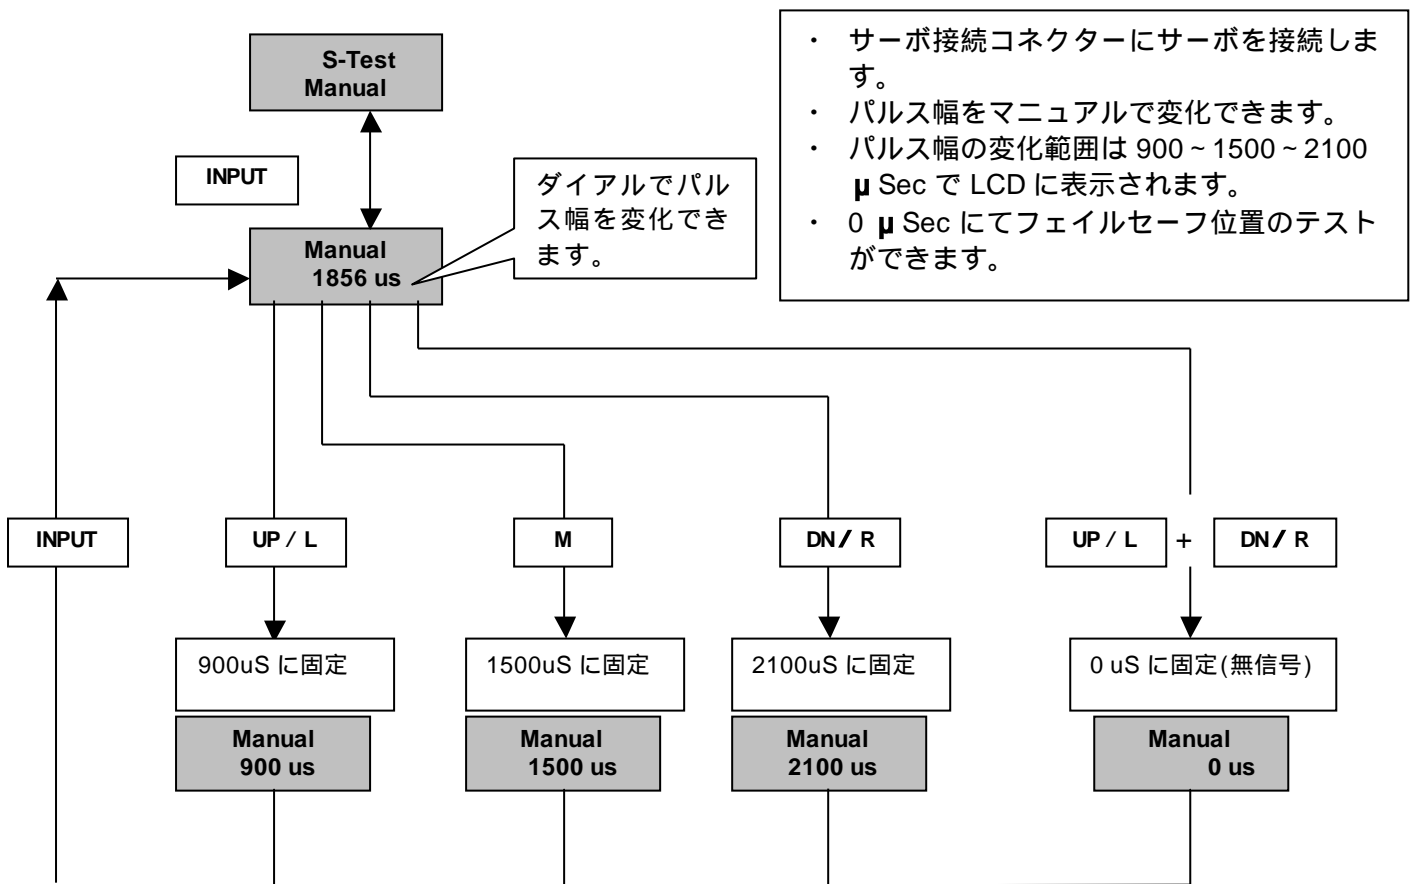 S-Test
Manual
・ サーボ接続コネクターにサーボを接続しま
す。
・ パルス幅をマニュアルで変化できます。
・ パルス幅の変化範囲は 900～1500～2100
μ Sec で LCD に表示されます。
・ 0 μ Sec にてフェイルセーフ位置のテスト
ができます。
INPUT
ダイアルでパル
ス幅を変化でき
ます。
Manual
1856 us
INPUT
UP / L
M
DN/ R
UP / L + DN/ R
900uS に固定
1500uS に固定
2100uS に固定
0 uS に固定(無信号)
Manual
900 us
Manual
1500 us
Manual
2100 us
Manual
0 us